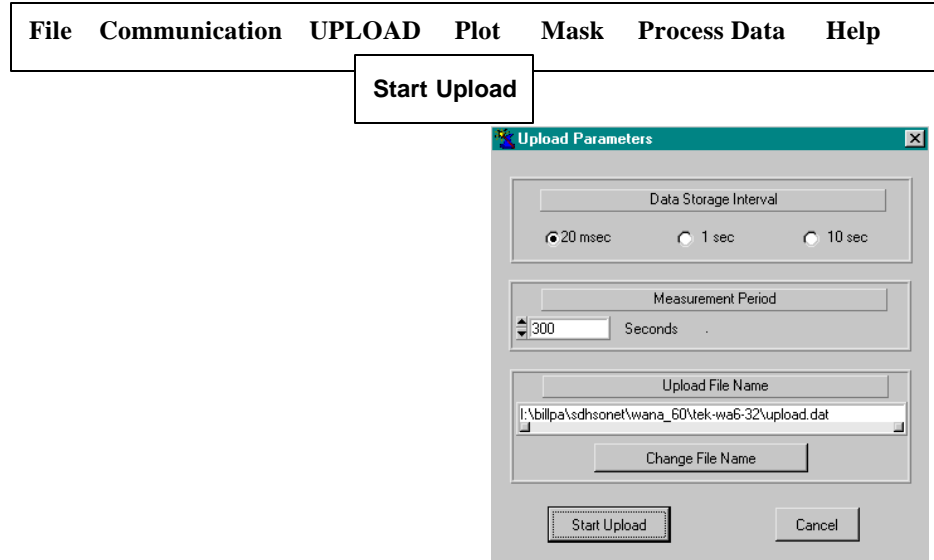 File Communication UPLOAD Plot Mask Process Data Help
Start Upload
Upload Parameters
Data Storage Interval
20 msec 1 sec 10 sec
Measurement Period
300 Seconds .
Upload File Name
I:\billpa\sdhsonet\wana_60\tek-wa6-32\upload.dat
Change File Name
Start Upload Cancel